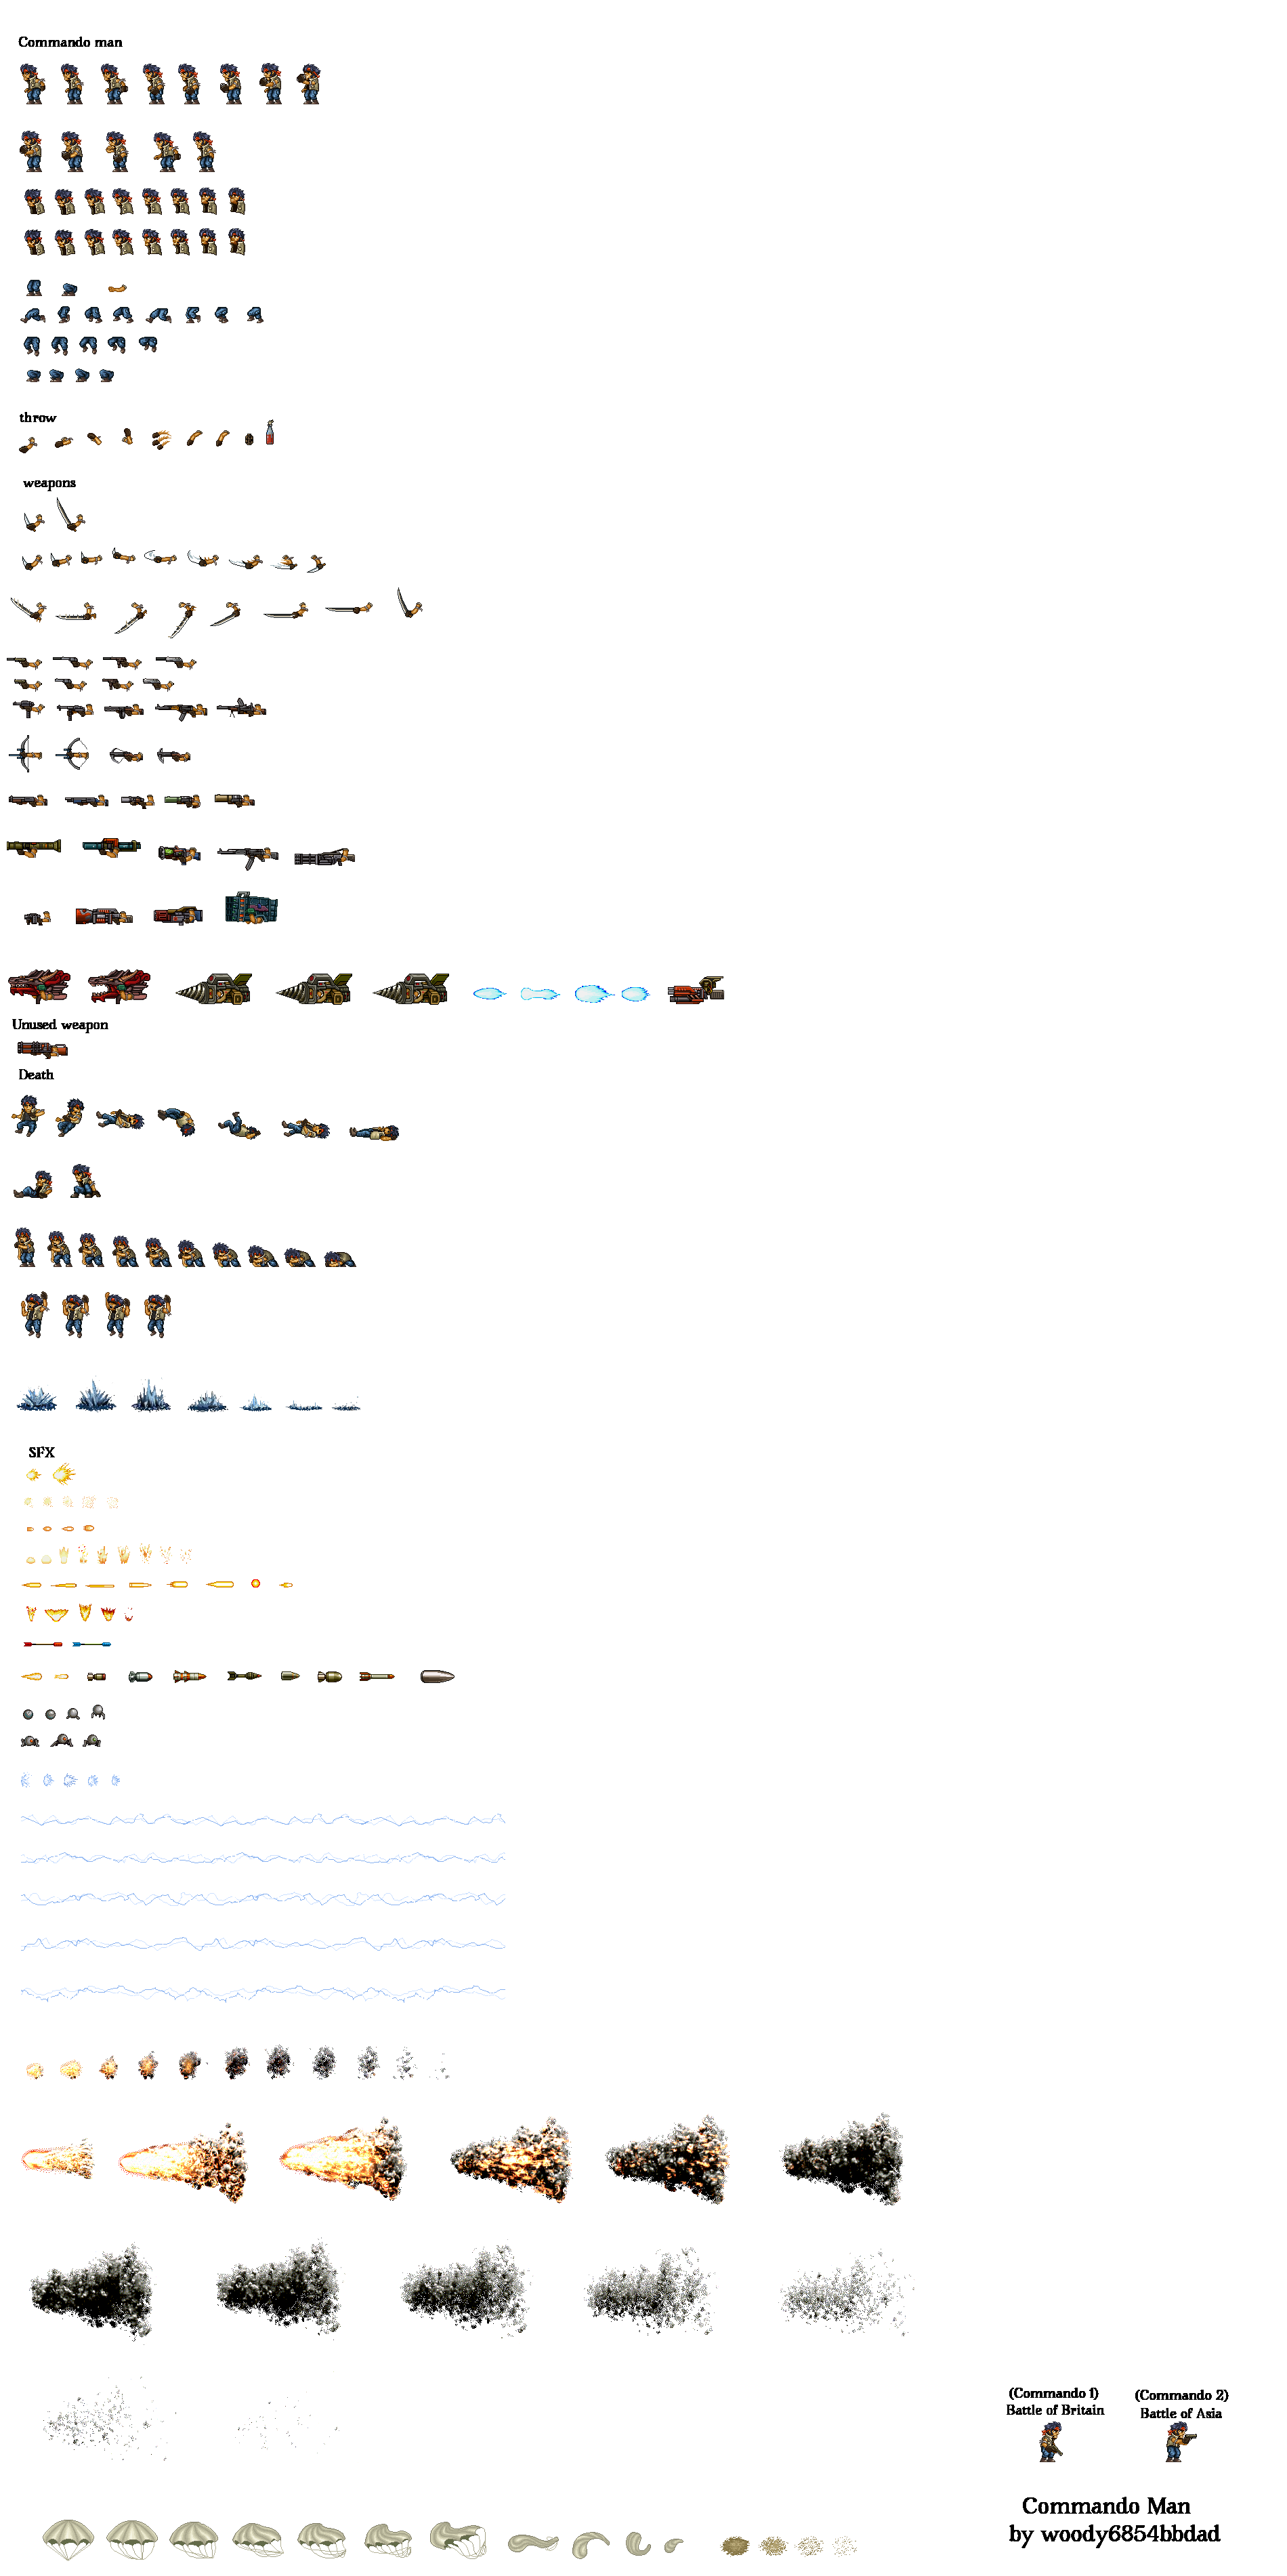 Commando man
throw
weapons
Unused weapon
Death
SFX
(Commando 1)
Battle of Britain
(Commando 2)
Battle of Asia
Commando Man
by woody6854bbdad